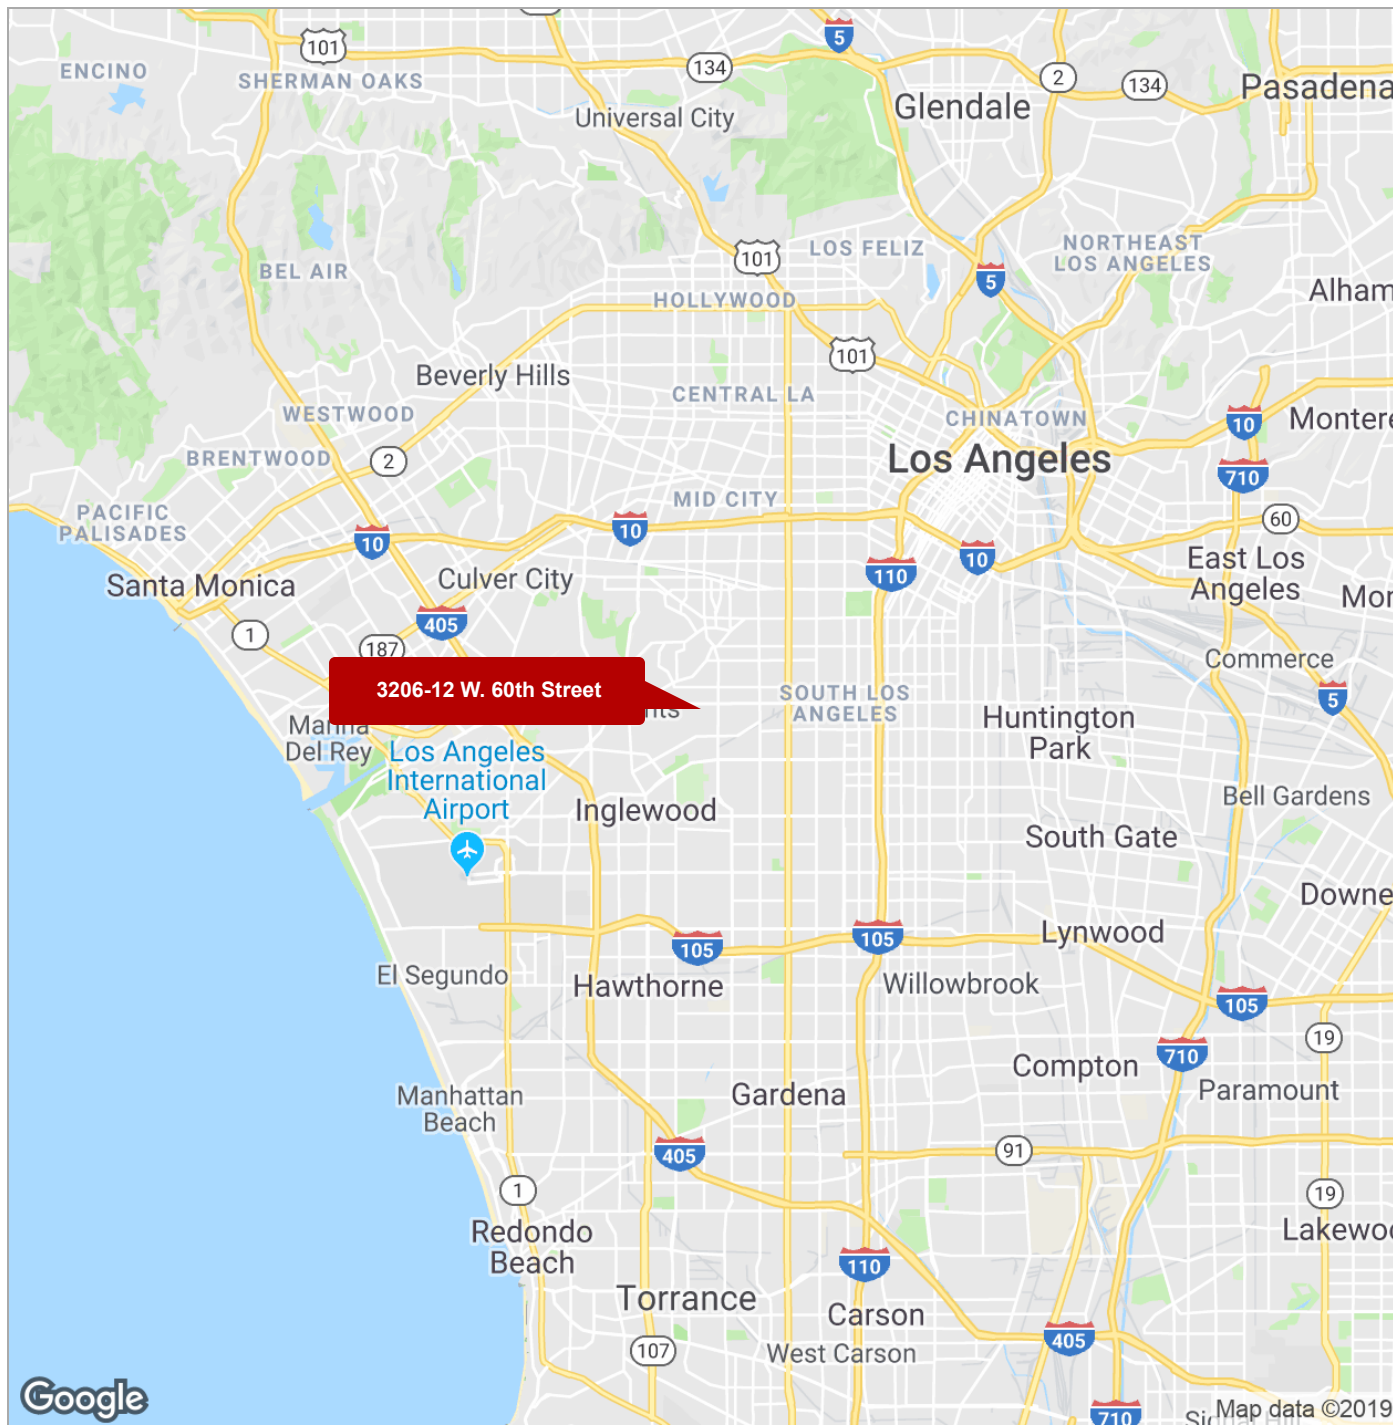 5
101
134
2
134
ENCINO
SHERMAN OAKS
Glendale
Pasadena
Universal City
101
LOS FELIZ
NORTHEAST
LOS ANGELES
BEL AIR
5
HOLLYWOOD
Alham
101
Beverly Hills
CENTRAL LA
WESTWOOD
CHINATOWN
10
Montere
BRENTWOOD
2
Los Angeles
710
MID CITY
PACIFIC
PALISADES
10
10
60
110
10
East Los
Angeles
Santa Monica
Culver City
Mor
405
1
187
Commerce
3206-12 W. 60th Street
nts
SOUTH LOS
ANGELES
5
Huntington
Park
Marina
Del Rey
Los Angeles
International
Airport
Inglewood
Bell Gardens
South Gate
Downe
105
105
Lynwood
El Segundo
Hawthorne
Willowbrook
105
19
710
Compton
Manhattan
Beach
Gardena
Paramount
405
91
1
19
Redondo
Beach
Lakewoo
110
Torrance
Carson
405
107
West Carson
Google
710
Sig
Map data ©2019